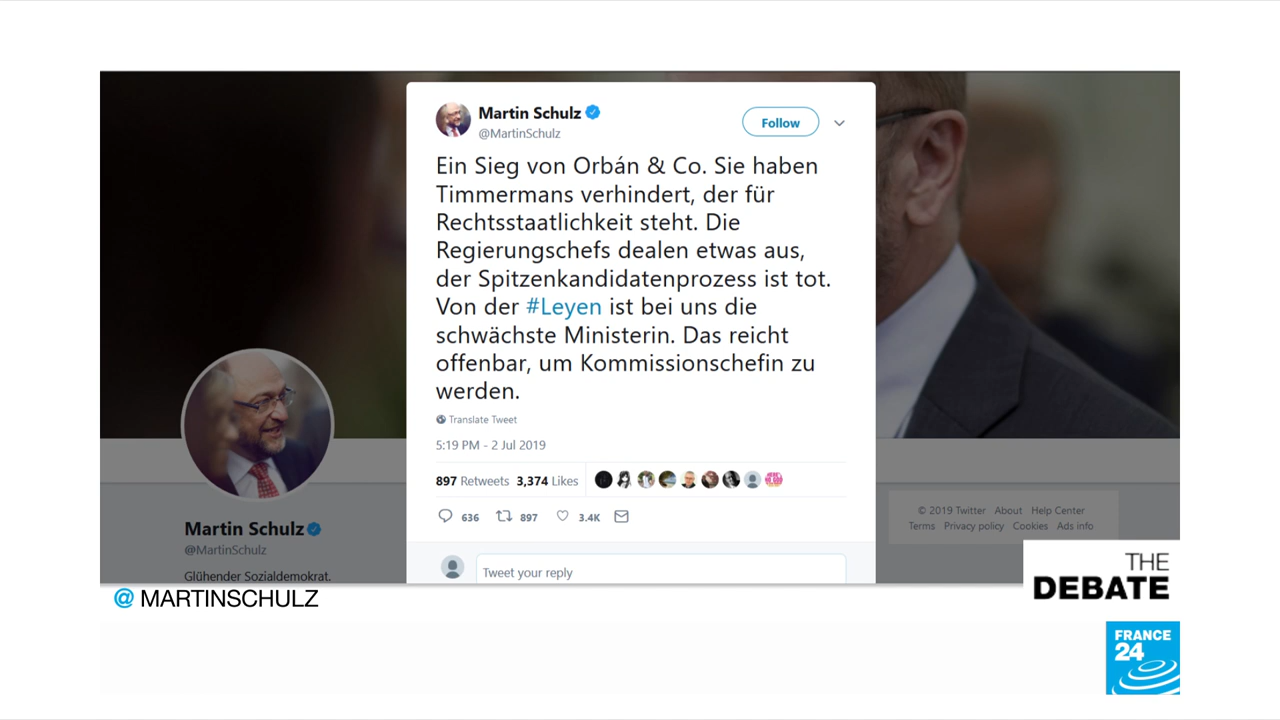 Martin Schulz
@MartinSchulz
Follow
Ein Sieg von Orbán & Co. Sie haben
Timmermans verhindert, der für
Rechtsstaatlichkeit steht. Die
Regierungschefs dealen etwas aus,
der Spitzenkandidatenprozess ist tot.
Von der #Leyen ist bei uns die
schwächste Ministerin. Das reicht
offenbar, um Kommissionschefin zu
werden.
Translate Tweet
5:19 PM - 2 Jul 2019
897 Retweets 3,374 Likes
636 897 3.4K
Tweet your reply
Martin Schulz
@MartinSchulz
Glühender Sozialdemokrat.
© 2019 Twitter About Help Center
Terms Privacy policy Cookies Ads info
@ MARTINSCHULZ
THE
DEBATE
FRANCE
24